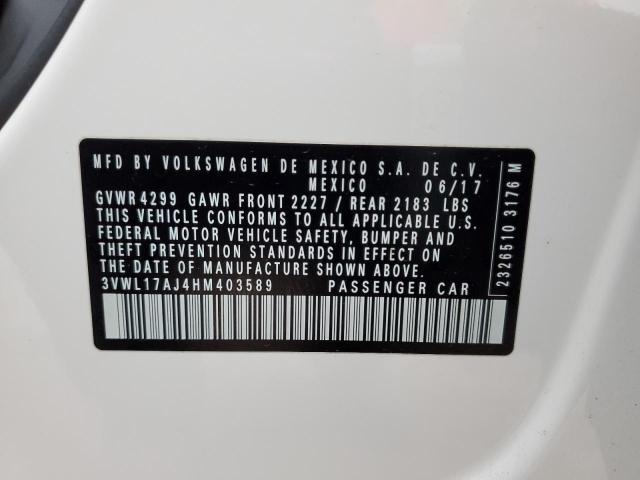 MFD BY VOLKSWAGEN DE MEXICO S.A. DE C.V.
MEXICO 06/17
GVWR 4299 GAWR FRONT 2227 / REAR 2183 LBS
THIS VEHICLE CONFORMS TO ALL APPLICABLE U.S.
FEDERAL MOTOR VEHICLE SAFETY, BUMPER AND
THEFT PREVENTION STANDARDS IN EFFECT ON
THE DATE OF MANUFACTURE SHOWN ABOVE.
3VWL17AJ4HM403589 PASSENGER CAR
2326510 3176 M